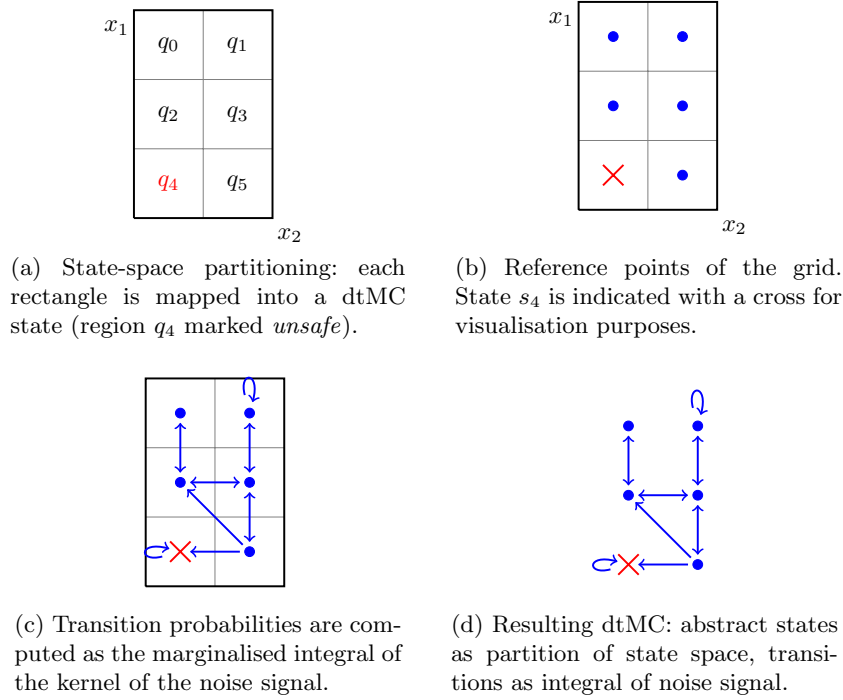 x₁
q₀ q₁
q₂ q₃
q₄ q₅
x₂
(a) State-space partitioning: each
rectangle is mapped into a dtMC
state (region q₄ marked unsafe).
x₁
x₂
(b) Reference points of the grid.
State s₄ is indicated with a cross for
visualisation purposes.
(c) Transition probabilities are com-
puted as the marginalised integral of
the kernel of the noise signal.
(d) Resulting dtMC: abstract states
as partition of state space, transi-
tions as integral of noise signal.